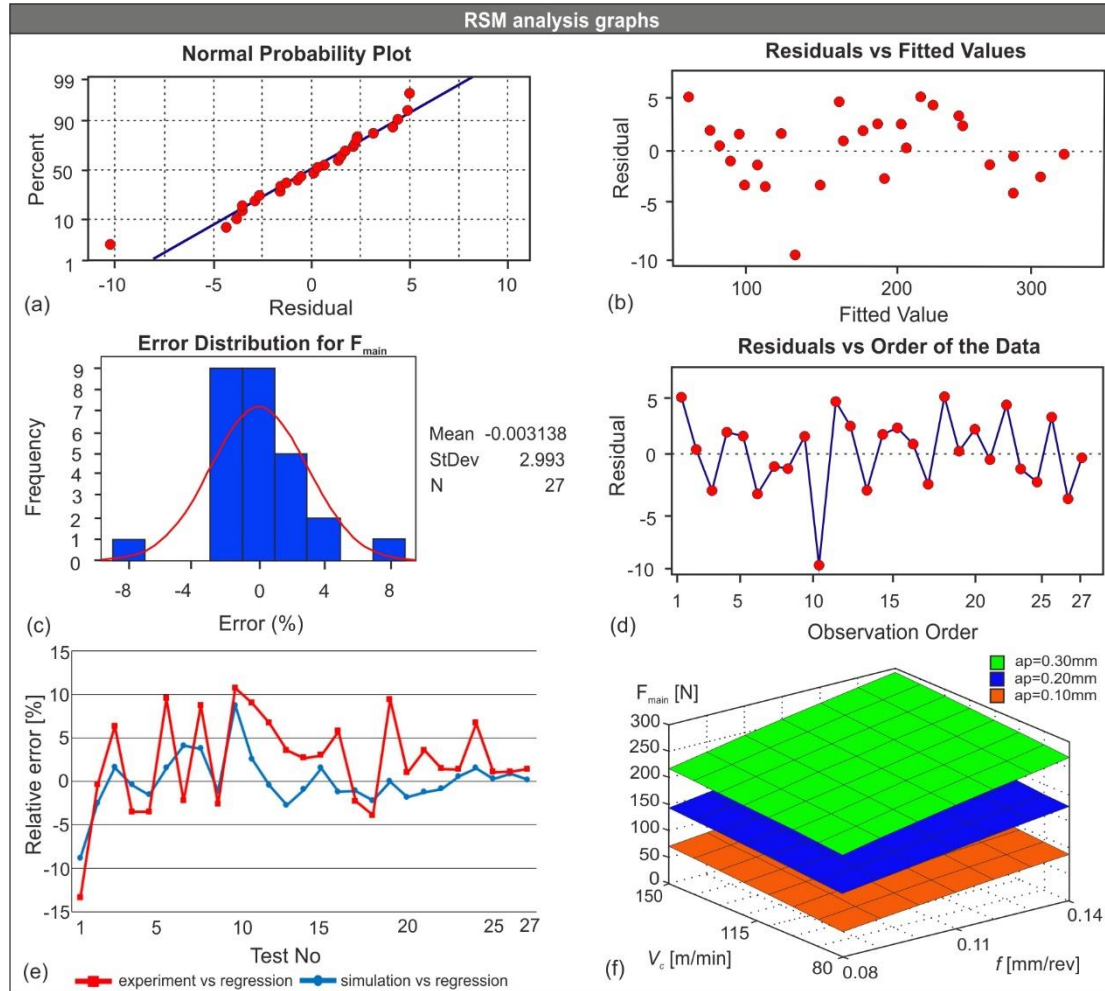 RSM analysis graphs
Normal Probability Plot
99
90
50
10
1
Percent
-10 -5 0 5 10
Residual
(a)
Residuals vs Fitted Values
5
0
-5
-10
Residual
100 200 300
Fitted Value
(b)
Error Distribution for F_main
9
8
7
5
4
3
2
1
0
Frequency
-8 -4 0 4 8
Error (%)
Mean -0.003138
StDev 2.993
N 27
(c)
Residuals vs Order of the Data
5
0
-5
-10
Residual
1 5 10 15 20 25 27
Observation Order
(d)
15
10
5
0
-5
-10
-15
Relative error [%]
1 5 10 15 20 27
Test No
(e)
experiment vs regression simulation vs regression
ap=0.30mm
ap=0.20mm
ap=0.10mm
F_main [N]
300
250
200
150
100
50
0
150
115
80
V_c [m/min]
0.08
0.11
0.14
f [mm/rev]
(f)